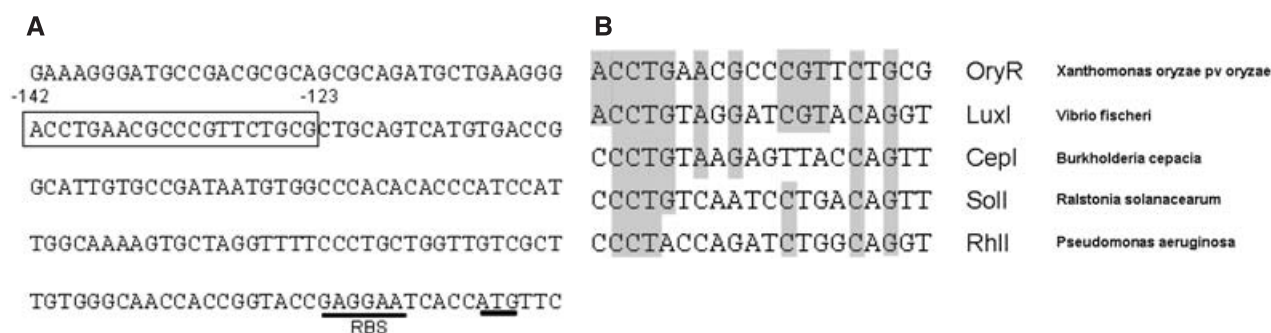 A
GAAAGGGATGCCGACGCGCAGCGCAGATGCTGAAGGG
-142 -123
ACCTGAACGCCCGTTCTGCGCTGCAGTCATGTGACCG
GCATTGTGCCGATAATGTGGCCCACACACCCATCCAT
TGGCAAAAGTGCTAGGTTTTCCCTGCTGGTTGTCGCT
TGTGGGCAACCACCGGTACCGAGGAATCACCATGTTC
RBS
B
ACCTGAACGCCCGTTCTGCG OryR Xanthomonas oryzae pv oryzae
ACCTGTAGGATCGTACAGGT LuxI Vibrio fischeri
CCCTGTAAGAGTTACCAGTT CepI Burkholderia cepacia
CCCTGTCAATCCTGACAGTT SolI Ralstonia solanacearum
CCCTACCAGATCTGGCAGGT RhlI Pseudomonas aeruginosa